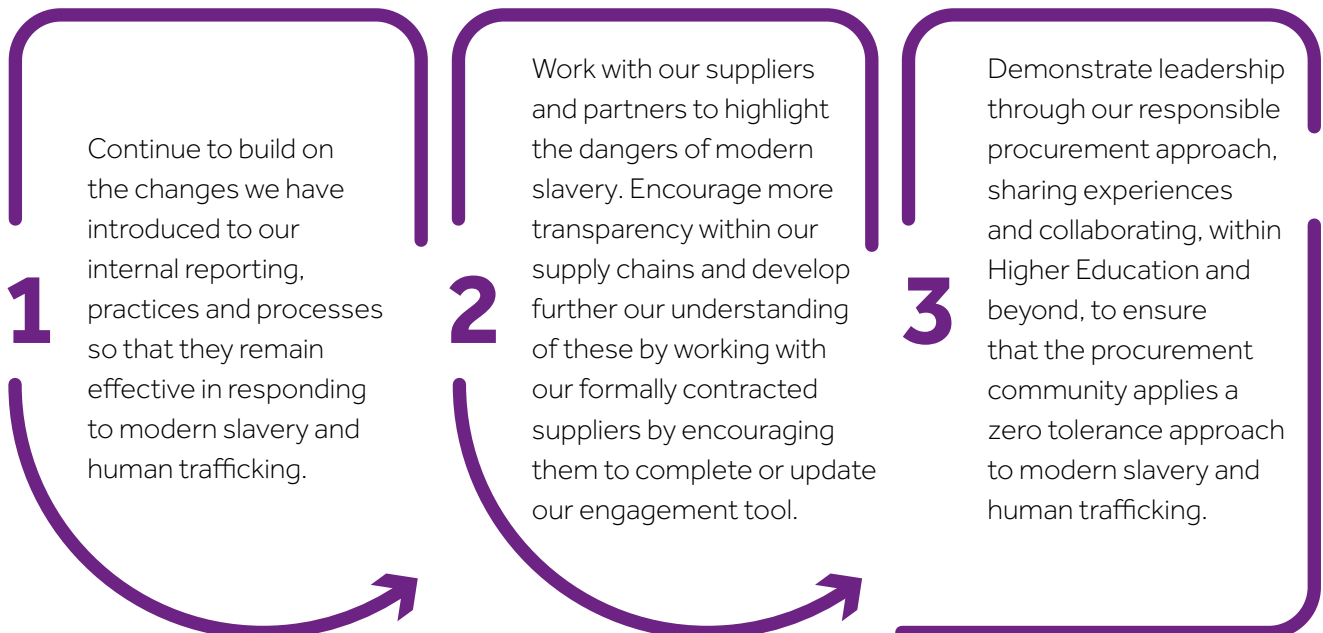 1
Continue to build on
the changes we have
introduced to our
internal reporting,
practices and processes
so that they remain
effective in responding
to modern slavery and
human trafficking.
2
Work with our suppliers
and partners to highlight
the dangers of modern
slavery. Encourage more
transparency within our
supply chains and develop
further our understanding
of these by working with
our formally contracted
suppliers by encouraging
them to complete or update
our engagement tool.
3
Demonstrate leadership
through our responsible
procurement approach,
sharing experiences
and collaborating, within
Higher Education and
beyond, to ensure
that the procurement
community applies a
zero tolerance approach
to modern slavery and
human trafficking.